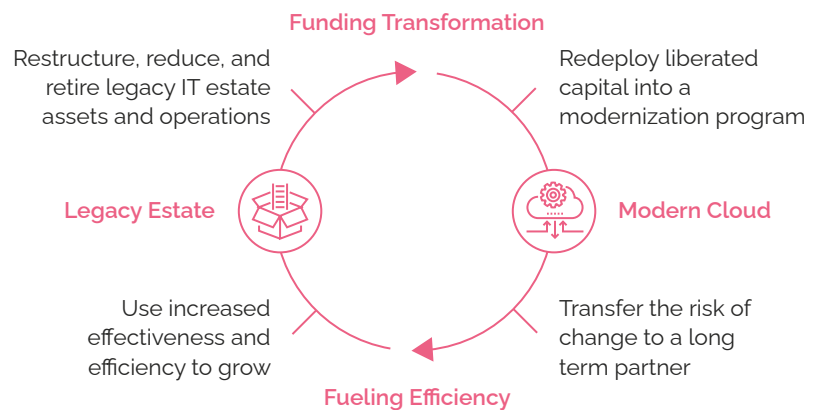 Funding Transformation
Restructure, reduce, and
retire legacy IT estate
assets and operations
Redeploy liberated
capital into a
modernization program
Legacy Estate
Modern Cloud
Use increased
effectiveness and
efficiency to grow
Transfer the risk of
change to a long
term partner
Fueling Efficiency